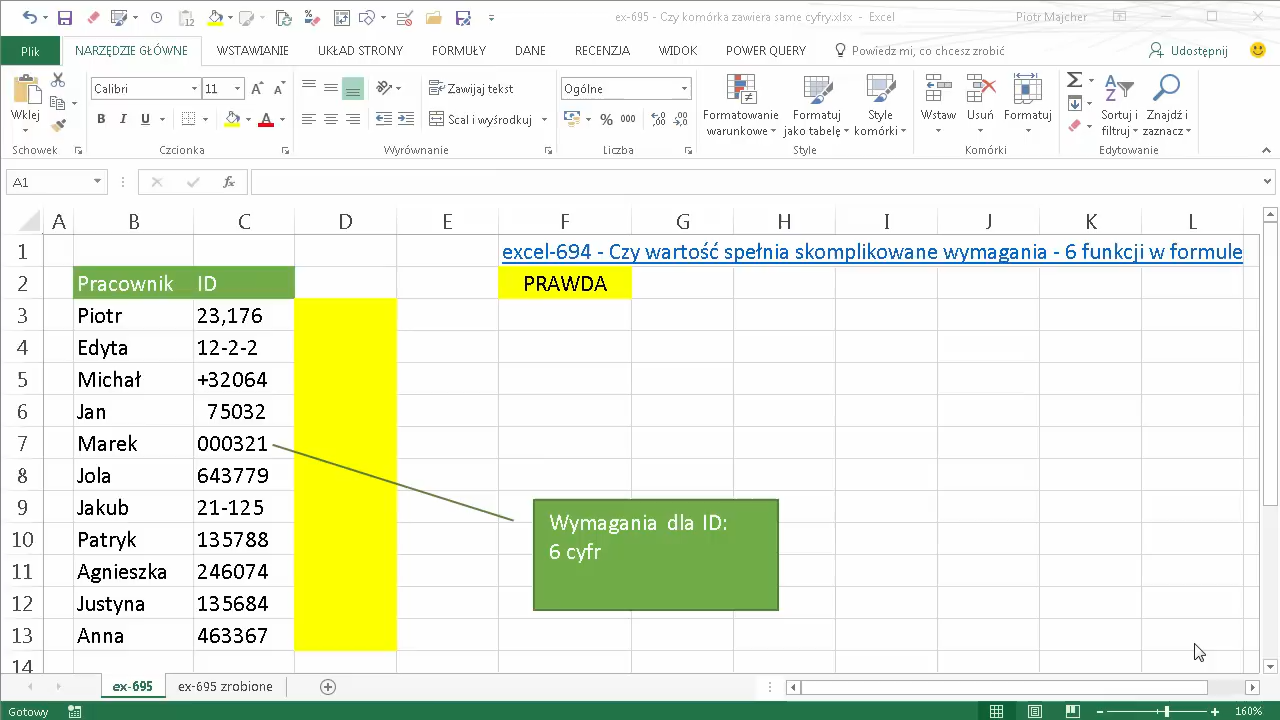 ex-695 - Czy komórka zawiera same cyfry.xlsx - Excel
Piotr Majcher
Plik
NARZĘDZIE GŁÓWNE
WSTAWIANIE
UKŁAD STRONY
FORMUŁY
DANE
RECENZJA
WIDOK
POWER QUERY
Powiedz mi, co chcesz zrobić
Udostępnij
Wklej
Calibri
11
Zawijaj tekst
Ogólne
B I U
Scal i wyśrodkuj
% 000
Formatowanie warunkowe
Formatuj jako tabelę
Style komórki
Wstaw
Usuń
Formatuj
Sortuj i filtruj
Znajdź i zaznacz
Schowek
Czcionka
Wyrównanie
Liczba
Style
Komórki
Edytowanie
A1
fx
A B C D E F G H I J K L
1 excel-694 - Czy wartość spełnia skomplikowane wymagania - 6 funkcji w formule
2 Pracownik ID PRAWDA
3 Piotr 23,176
4 Edyta 12-2-2
5 Michał +32064
6 Jan 75032
7 Marek 000321
8 Jola 643779
9 Jakub 21-125
10 Patryk 135788
11 Agnieszka 246074
12 Justyna 135684
13 Anna 463367
14
Wymagania dla ID:
6 cyfr
ex-695
ex-695 zrobione
Gotowy
160%